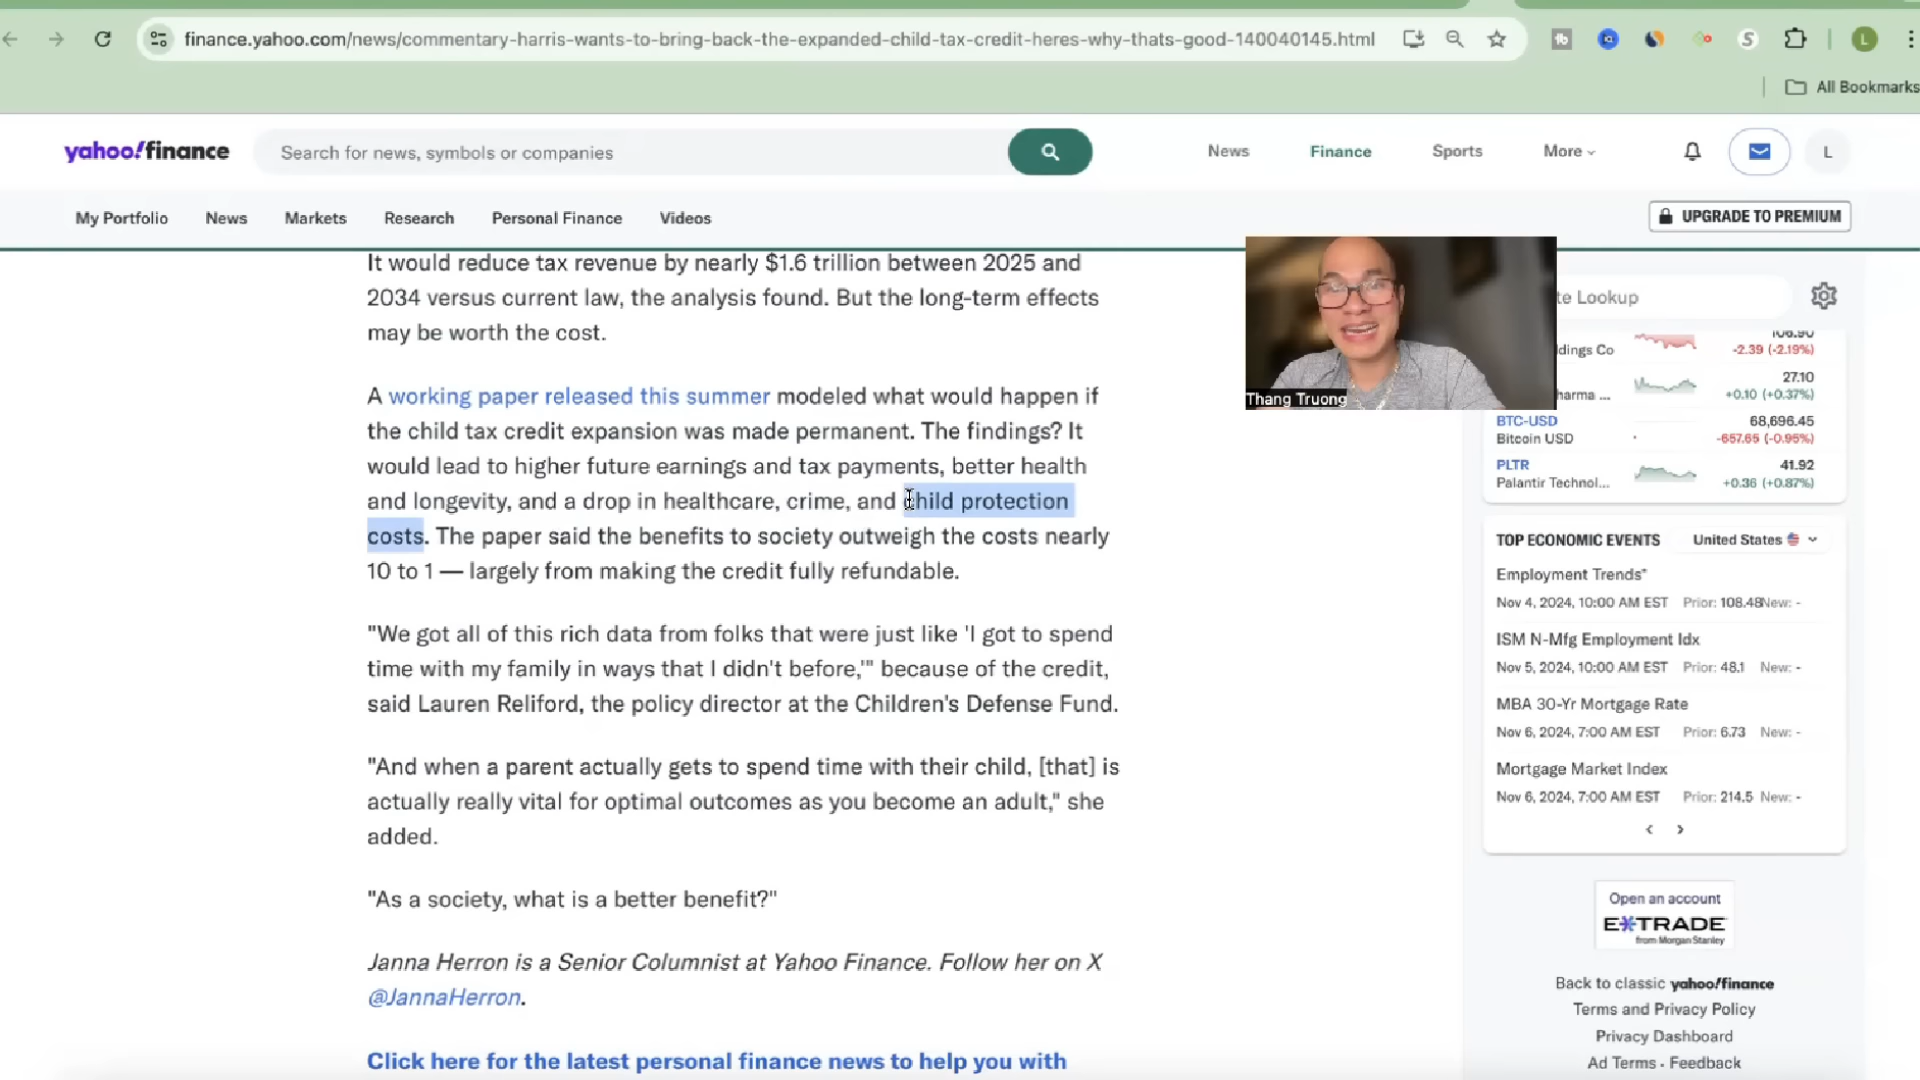 finance.yahoo.com/news/commentary-harris-wants-to-bring-back-the-expanded-child-tax-credit-heres-why-thats-good-140040145.html
L
All Bookmarks
yahoo!finance
Search for news, symbols or companies
News
Finance
Sports
More
L
My Portfolio
News
Markets
Research
Personal Finance
Videos
UPGRADE TO PREMIUM
It would reduce tax revenue by nearly $1.6 trillion between 2025 and
2034 versus current law, the analysis found. But the long-term effects
may be worth the cost.
A working paper released this summer modeled what would happen if
the child tax credit expansion was made permanent. The findings? It
would lead to higher future earnings and tax payments, better health
and longevity, and a drop in healthcare, crime, and child protection
costs. The paper said the benefits to society outweigh the costs nearly
10 to 1 — largely from making the credit fully refundable.
"We got all of this rich data from folks that were just like 'I got to spend
time with my family in ways that I didn't before,'" because of the credit,
said Lauren Reliford, the policy director at the Children's Defense Fund.
"And when a parent actually gets to spend time with their child, [that] is
actually really vital for optimal outcomes as you become an adult," she
added.
"As a society, what is a better benefit?"
Janna Herron is a Senior Columnist at Yahoo Finance. Follow her on X
@JannaHerron.
Click here for the latest personal finance news to help you with
Thang Truong
te Lookup
106.90
dings Co
-2.39 (-2.19%)
27.10
harma ...
+0.10 (+0.37%)
BTC-USD
68,696.45
Bitcoin USD
-657.65 (-0.95%)
PLTR
41.92
Palantir Technol...
+0.36 (+0.87%)
TOP ECONOMIC EVENTS
United States
Employment Trends*
Nov 4, 2024, 10:00 AM EST Prior: 108.48 New: -
ISM N-Mfg Employment Idx
Nov 5, 2024, 10:00 AM EST Prior: 48.1 New: -
MBA 30-Yr Mortgage Rate
Nov 6, 2024, 7:00 AM EST Prior: 6.73 New: -
Mortgage Market Index
Nov 6, 2024, 7:00 AM EST Prior: 214.5 New: -
Open an account
E*TRADE
from Morgan Stanley
Back to classic yahoo!finance
Terms and Privacy Policy
Privacy Dashboard
Ad Terms · Feedback